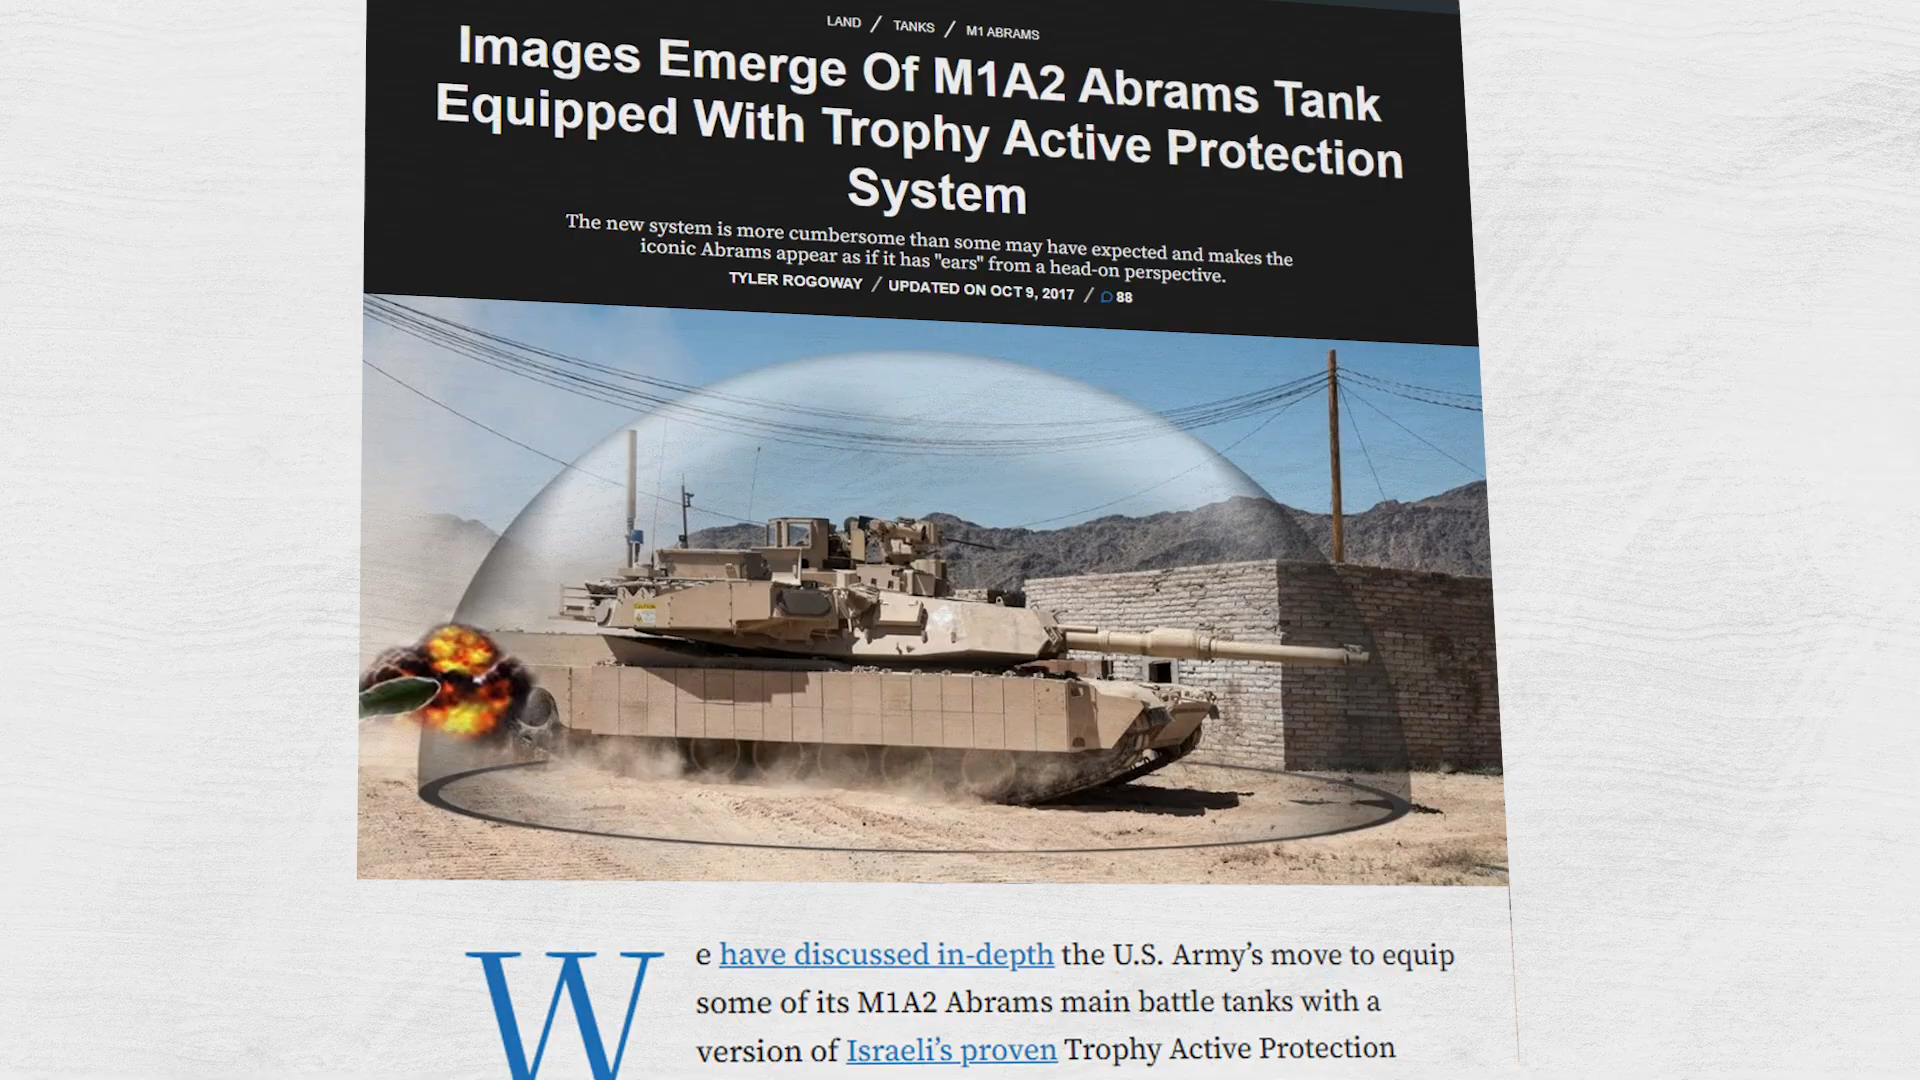 LAND / TANKS / M1 ABRAMS
Images Emerge Of M1A2 Abrams Tank
Equipped With Trophy Active Protection
System
The new system is more cumbersome than some may have expected and makes the
iconic Abrams appear as if it has "ears" from a head-on perspective.
TYLER ROGOWAY / UPDATED ON OCT 9, 2017 / 88
We have discussed in-depth the U.S. Army’s move to equip
some of its M1A2 Abrams main battle tanks with a
version of Israeli’s proven Trophy Active Protection